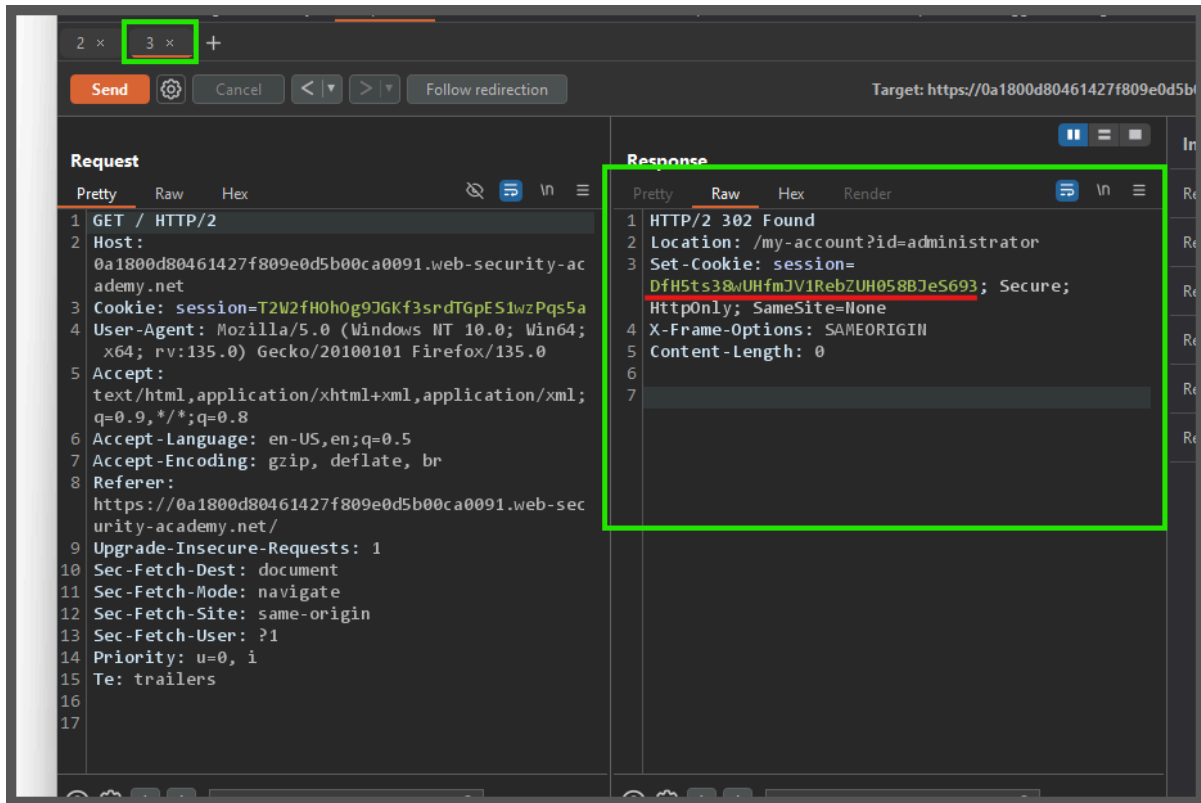 2 × 3 × +
Send Cancel < > Follow redirection Target: https://0a1800d80461427f809e0d5b
Request
Pretty Raw Hex \n
1 GET / HTTP/2
2 Host:
0a1800d80461427f809e0d5b00ca0091.web-security-ac
ademy.net
3 Cookie: session=T2W2fHOhOg9JGKf3srdTGpES1wzPqs5a
4 User-Agent: Mozilla/5.0 (Windows NT 10.0; Win64;
x64; rv:135.0) Gecko/20100101 Firefox/135.0
5 Accept:
text/html,application/xhtml+xml,application/xml;
q=0.9,*/*;q=0.8
6 Accept-Language: en-US,en;q=0.5
7 Accept-Encoding: gzip, deflate, br
8 Referer:
https://0a1800d80461427f809e0d5b00ca0091.web-sec
urity-academy.net/
9 Upgrade-Insecure-Requests: 1
10 Sec-Fetch-Dest: document
11 Sec-Fetch-Mode: navigate
12 Sec-Fetch-Site: same-origin
13 Sec-Fetch-User: ?1
14 Priority: u=0, i
15 Te: trailers
16
17
Response
Pretty Raw Hex Render \n
1 HTTP/2 302 Found
2 Location: /my-account?id=administrator
3 Set-Cookie: session=
DfH5ts38wUHfmJV1RebZUH058BJeS693; Secure;
HttpOnly; SameSite=None
4 X-Frame-Options: SAMEORIGIN
5 Content-Length: 0
6
7
In
Re
Re
Re
Re
Re
Re